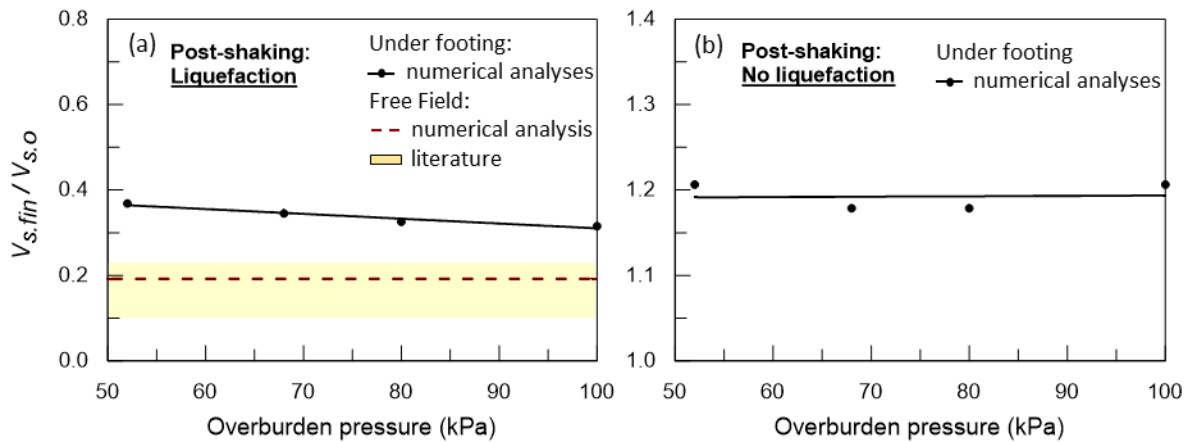 (a)
Post-shaking:
Liquefaction
Under footing:
numerical analyses
Free Field:
numerical analysis
literature
0.8
0.6
0.4
0.2
0.0
Vs.fin / Vs.o
50 60 70 80 90 100
Overburden pressure (kPa)
(b)
Post-shaking:
No liquefaction
Under footing
numerical analyses
1.4
1.3
1.2
1.1
1.0
50 60 70 80 90 100
Overburden pressure (kPa)